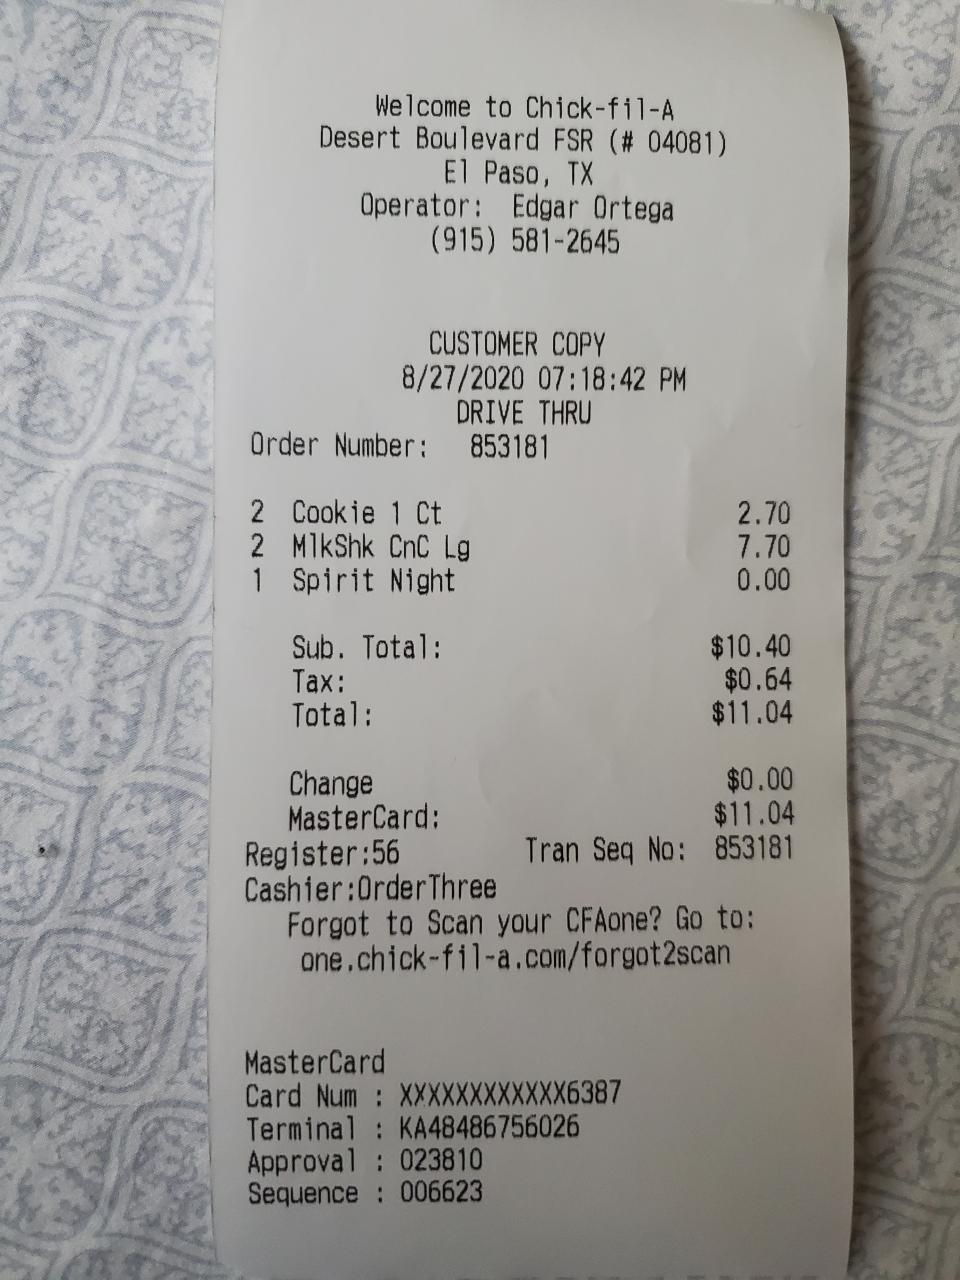 Welcome to Chick-fil-A
Desert Boulevard FSR (# 04081)
El Paso, TX
Operator: Edgar Ortega
(915) 581-2645
CUSTOMER COPY
8/27/2020 07:18:42 PM
DRIVE THRU
Order Number: 853181
2 Cookie 1 Ct 2.70
2 MlkShk CnC Lg 7.70
1 Spirit Night 0.00
Sub. Total: $10.40
Tax: $0.64
Total: $11.04
Change $0.00
MasterCard: $11.04
Register:56 Tran Seq No: 853181
Cashier:OrderThree
Forgot to Scan your CFAone? Go to:
one.chick-fil-a.com/forgot2scan
MasterCard
Card Num : XXXXXXXXXXXX6387
Terminal : KA48486756026
Approval : 023810
Sequence : 006623